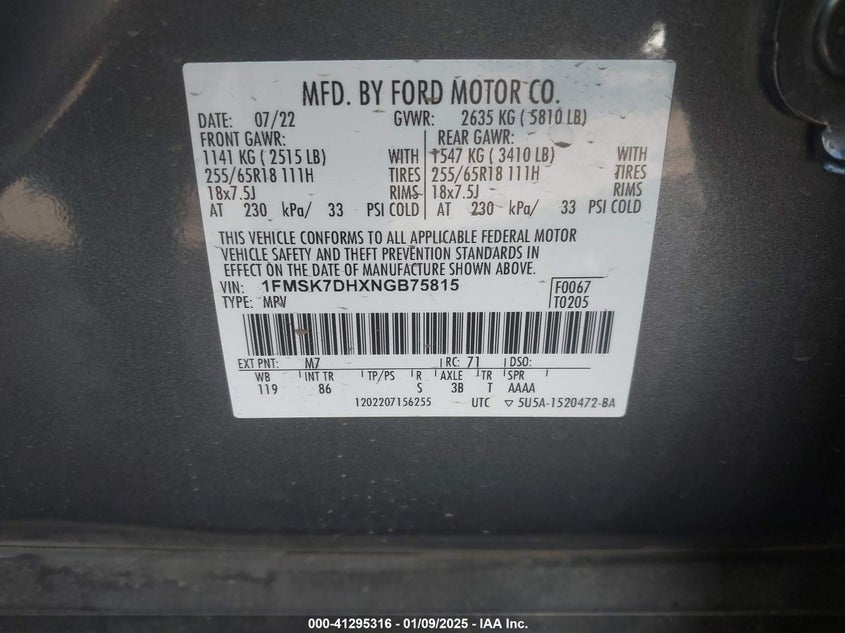 MFD. BY FORD MOTOR CO.
DATE: 07/22 GVWR: 2635 KG ( 5810 LB)
FRONT GAWR: REAR GAWR:
1141 KG ( 2515 LB) WITH 1547 KG ( 3410 LB) WITH
255/65R18 111H TIRES 255/65R18 111H TIRES
18x7.5J RIMS 18x7.5J RIMS
AT 230 kPa/ 33 PSI COLD AT 230 kPa/ 33 PSI COLD
THIS VEHICLE CONFORMS TO ALL APPLICABLE FEDERAL MOTOR
VEHICLE SAFETY AND THEFT PREVENTION STANDARDS IN
EFFECT ON THE DATE OF MANUFACTURE SHOWN ABOVE.
VIN: 1FMSK7DHXNGB75815 F0067
TYPE: MPV T0205
EXT PNT: M7 RC: 71 DSO:
WB INT TR TP/PS R AXLE TR SPR
119 86 S 3B T AAAA
1202207156255 UTC ▽ 5U5A-1520472-BA
000-41295316 - 01/09/2025 - IAA Inc.